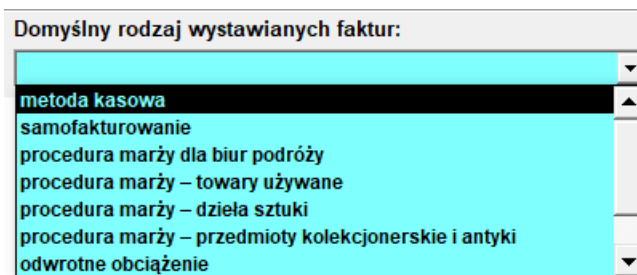 Domyślny rodzaj wystawianych faktur:
metoda kasowa
samofakturowanie
procedura marży dla biur podróży
procedura marży – towary używane
procedura marży – dzieła sztuki
procedura marży – przedmioty kolekcjonerskie i antyki
odwrotne obciążenie